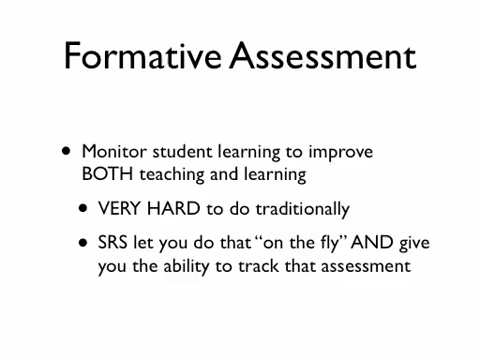 Formative Assessment
• Monitor student learning to improve
BOTH teaching and learning
• VERY HARD to do traditionally
• SRS let you do that “on the fly” AND give
you the ability to track that assessment